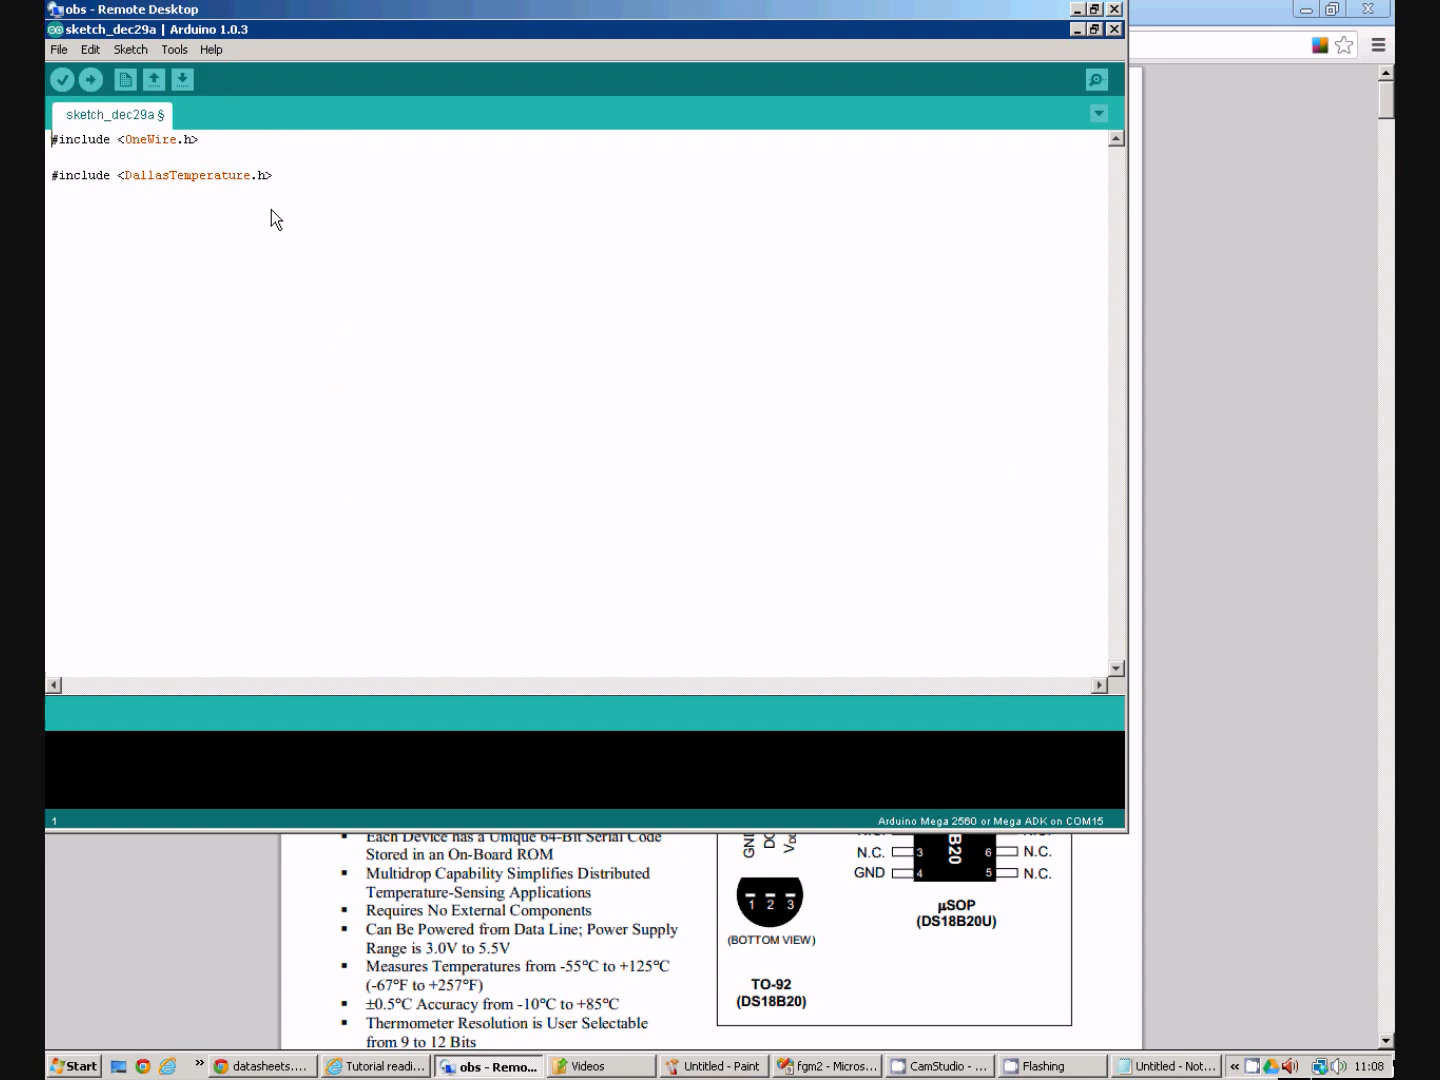 obs - Remote Desktop
sketch_dec29a | Arduino 1.0.3
File Edit Sketch Tools Help
sketch_dec29a §
#include <OneWire.h>
#include <DallasTemperature.h>
1
Arduino Mega 2560 or Mega ADK on COM15
Each Device has a Unique 64-Bit Serial Code
Stored in an On-Board ROM
Multidrop Capability Simplifies Distributed
Temperature-Sensing Applications
Requires No External Components
Can Be Powered from Data Line; Power Supply
Range is 3.0V to 5.5V
Measures Temperatures from -55°C to +125°C
(-67°F to +257°F)
±0.5°C Accuracy from -10°C to +85°C
Thermometer Resolution is User Selectable
from 9 to 12 Bits
1 2 3
(BOTTOM VIEW)
TO-92
(DS18B20)
B20
N.C. 3 6 N.C.
GND 4 5 N.C.
µSOP
(DS18B20U)
Start » datasheets.... Tutorial readi... obs - Remo... Videos Untitled - Paint fgm2 - Micros... CamStudio - ... Flashing Untitled - Not... « 11:08